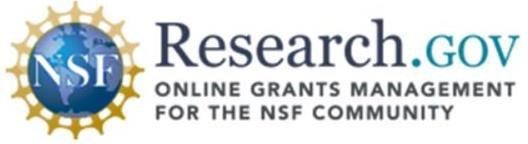 NSF
Research.gov
ONLINE GRANTS MANAGEMENT
FOR THE NSF COMMUNITY